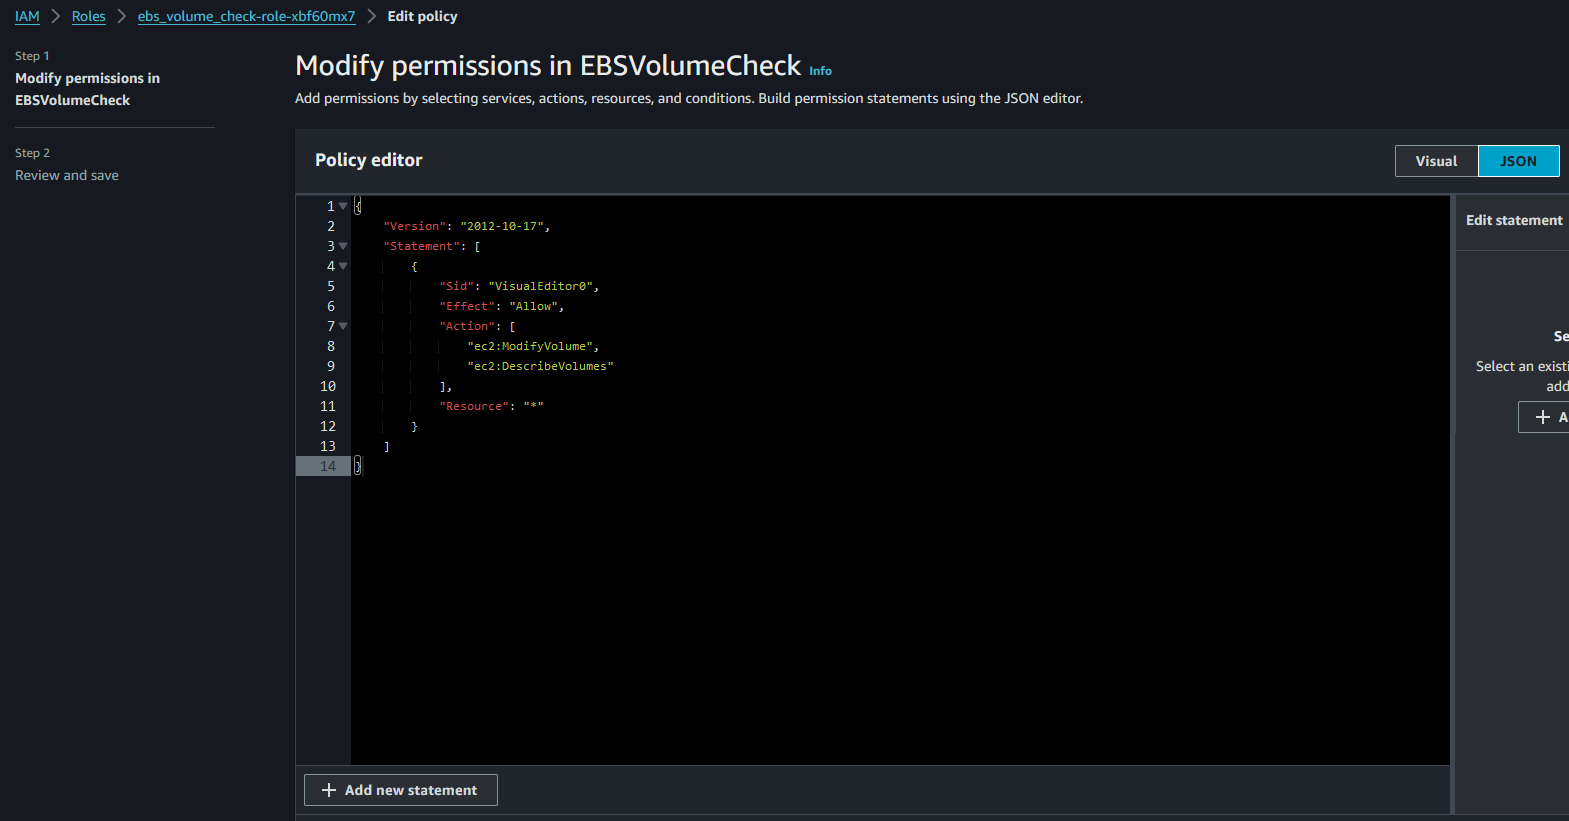 IAM > Roles > ebs_volume_check-role-xbf60mx7 > Edit policy
Step 1
Modify permissions in
EBSVolumeCheck
Step 2
Review and save
Modify permissions in EBSVolumeCheck Info
Add permissions by selecting services, actions, resources, and conditions. Build permission statements using the JSON editor.
Policy editor
Visual JSON
1 {
2 "Version": "2012-10-17",
3 "Statement": [
4 {
5 "Sid": "VisualEditor0",
6 "Effect": "Allow",
7 "Action": [
8 "ec2:ModifyVolume",
9 "ec2:DescribeVolumes"
10 ],
11 "Resource": "*"
12 }
13 ]
14 }
+ Add new statement
Edit statement
Se
Select an existi
add
+ A